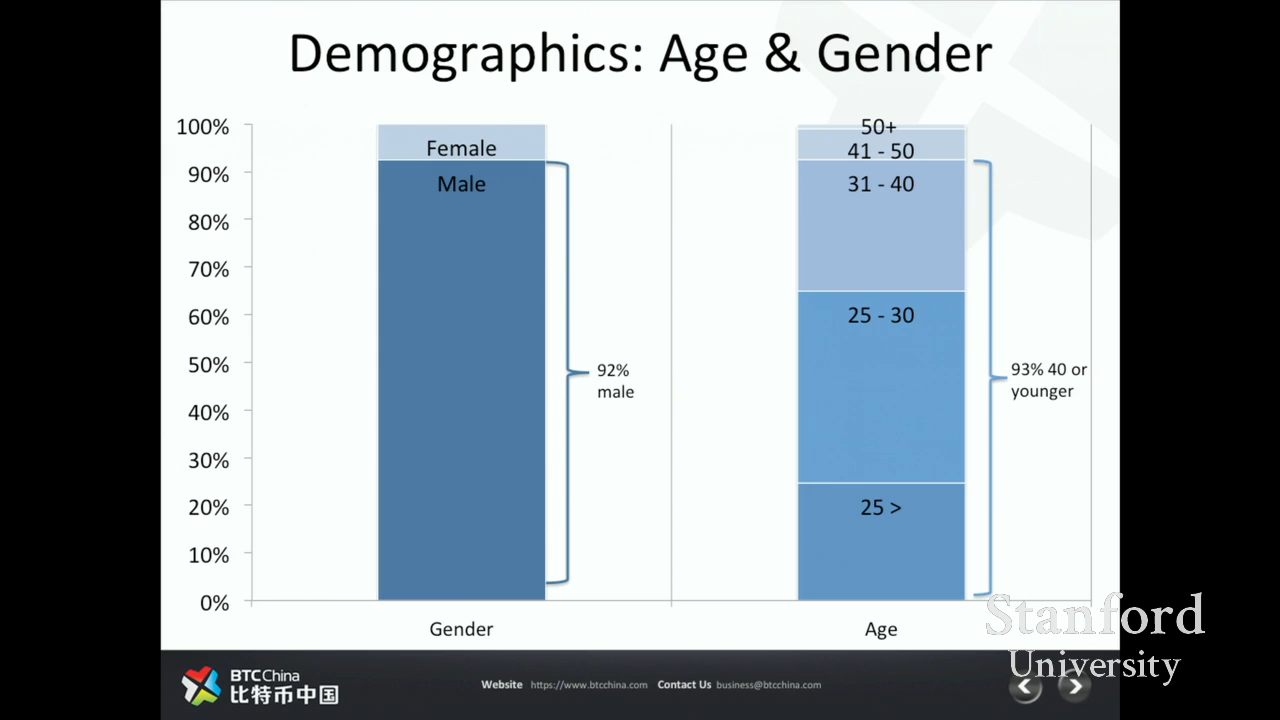 Demographics: Age & Gender
100%
90%
80%
70%
60%
50%
40%
30%
20%
10%
0%
Female
Male
92%
male
Gender
50+
41 - 50
31 - 40
25 - 30
25 >
93% 40 or
younger
Age
Stanford
University
BTCChina
比特币中国
Website https://www.btcchina.com Contact Us business@btcchina.com